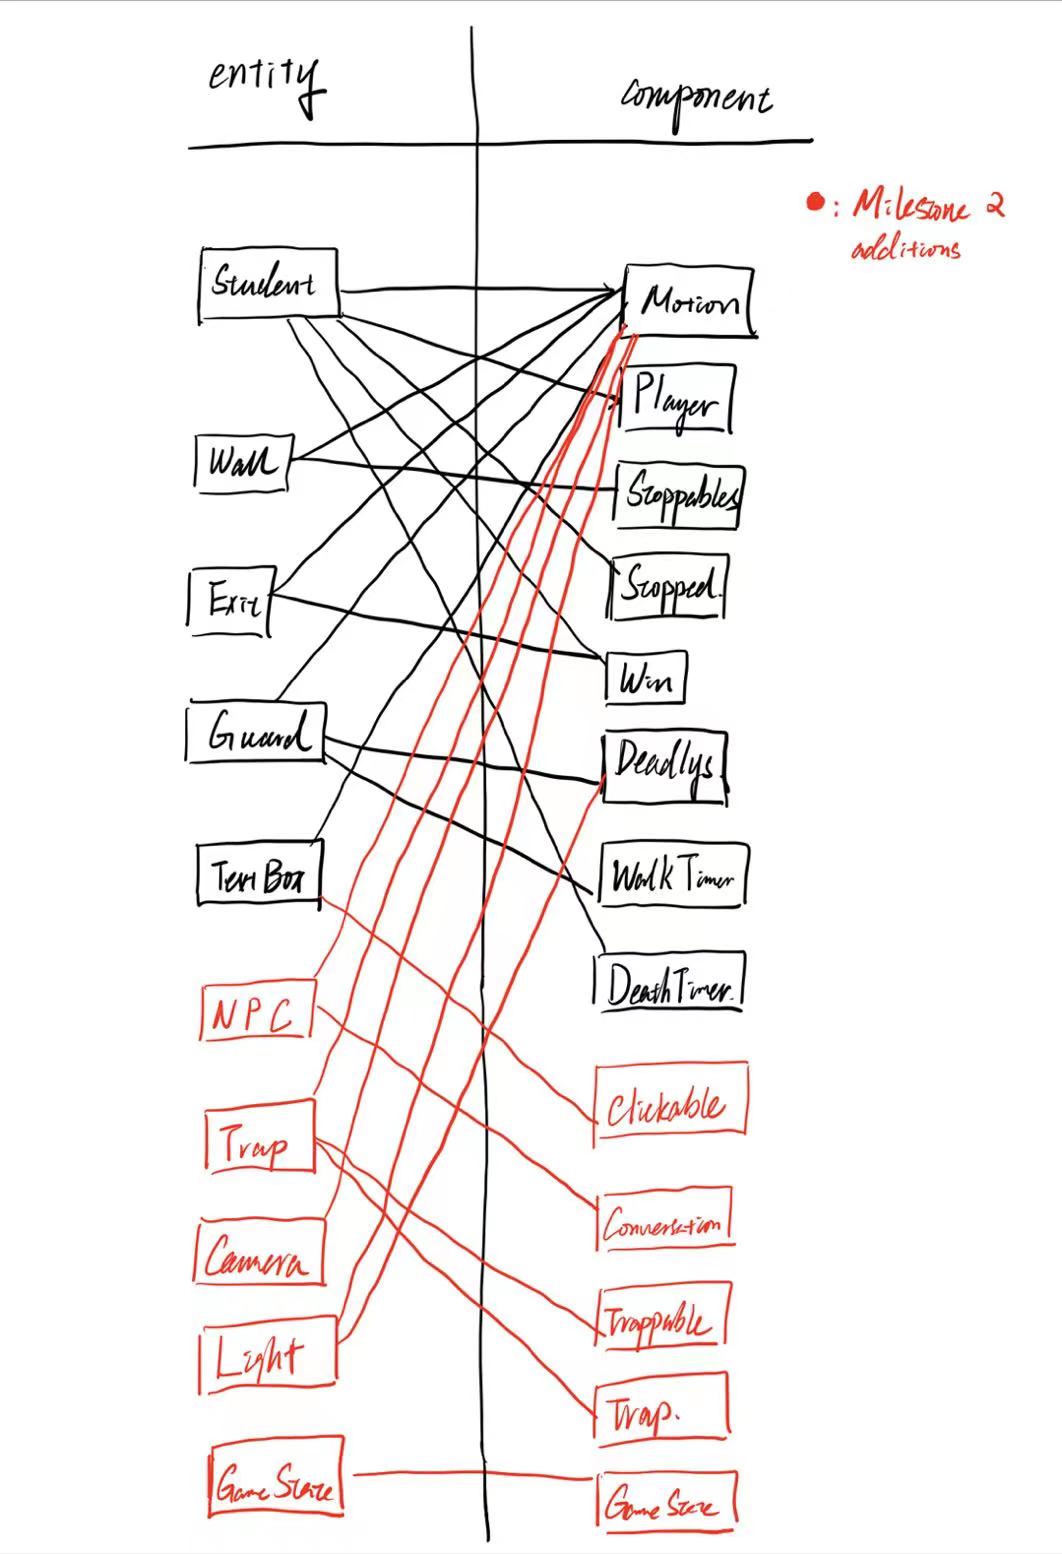 entity
component
●: Milestone 2
additions
Student
Motion
Player
Wall
Stoppables
Stopped.
Exit
Win
Guard
Deadlys
Text Box
Walk Timer
Death Timer.
NPC
Clickable
Trap
Conversation
Camera
Trappable
Light
Trap.
Game State
Game State